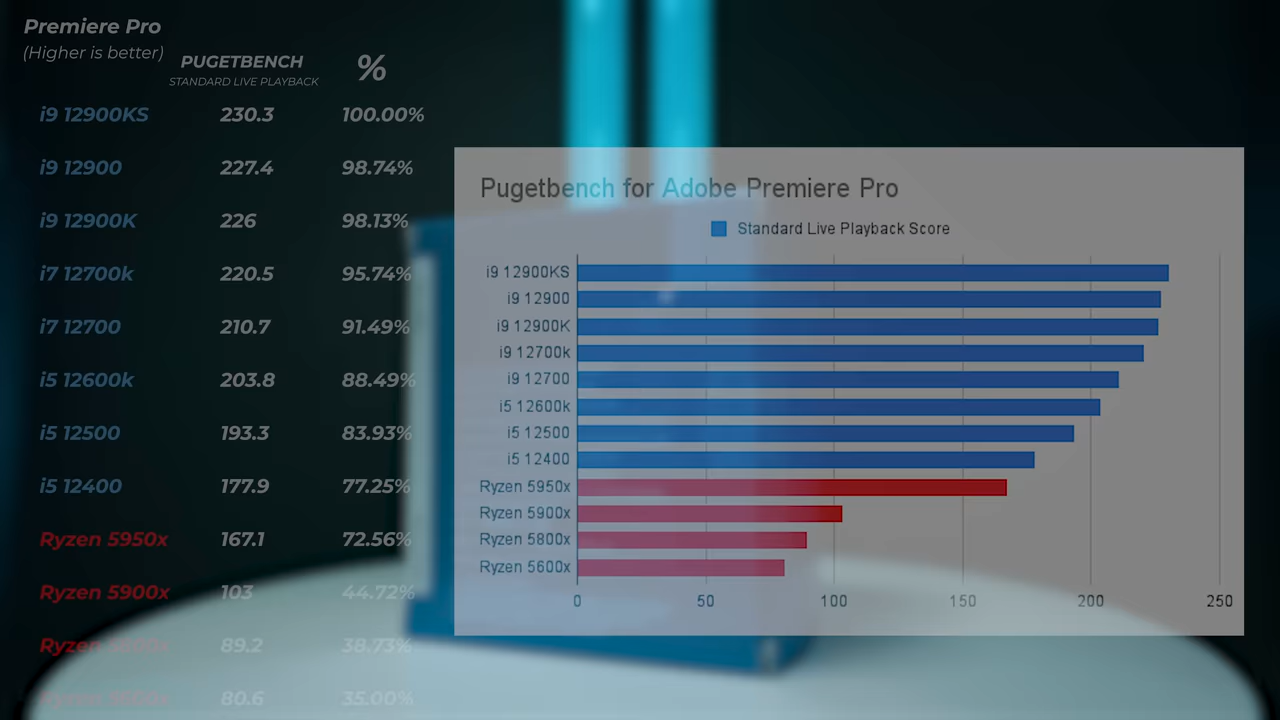 Premiere Pro
(Higher is better)
PUGETBENCH %
STANDARD LIVE PLAYBACK
i9 12900KS 230.3 100.00%
i9 12900 227.4 98.74%
i9 12900K 226 98.13%
i7 12700k 220.5 95.74%
i7 12700 210.7 91.49%
i5 12600k 203.8 88.49%
i5 12500 193.3 83.93%
i5 12400 177.9 77.25%
Ryzen 5950x 167.1 72.56%
Ryzen 5900x 103 44.72%
Ryzen 5800x 89.2 38.73%
Ryzen 5600x 80.6 35.00%
Pugetbench for Adobe Premiere Pro
Standard Live Playback Score
i9 12900KS
i9 12900
i9 12900K
i9 12700k
i9 12700
i5 12600k
i5 12500
i5 12400
Ryzen 5950x
Ryzen 5900x
Ryzen 5800x
Ryzen 5600x
0 50 100 150 200 250